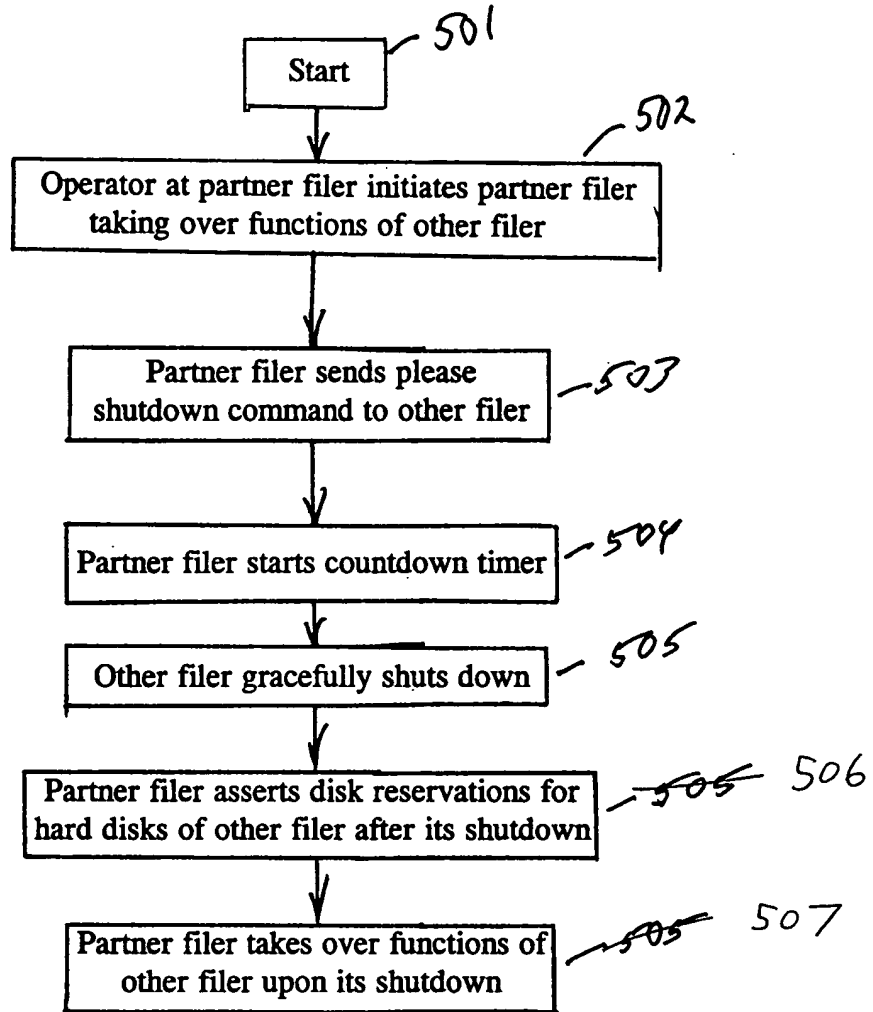 501
Start
502
Operator at partner filer initiates partner filer
taking over functions of other filer
Partner filer sends please
shutdown command to other filer
503
Partner filer starts countdown timer
504
Other filer gracefully shuts down
505
Partner filer asserts disk reservations for
hard disks of other filer after its shutdown
505 506
Partner filer takes over functions of
other filer upon its shutdown
505 507